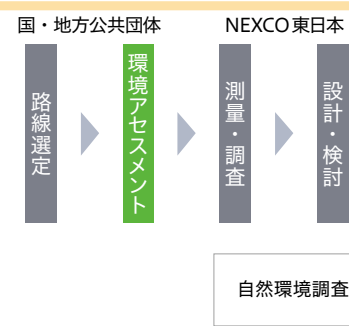 国・地方公共団体
NEXCO東日本
路線選定
環境アセスメント
測量・調査
設計・検討
自然環境調査